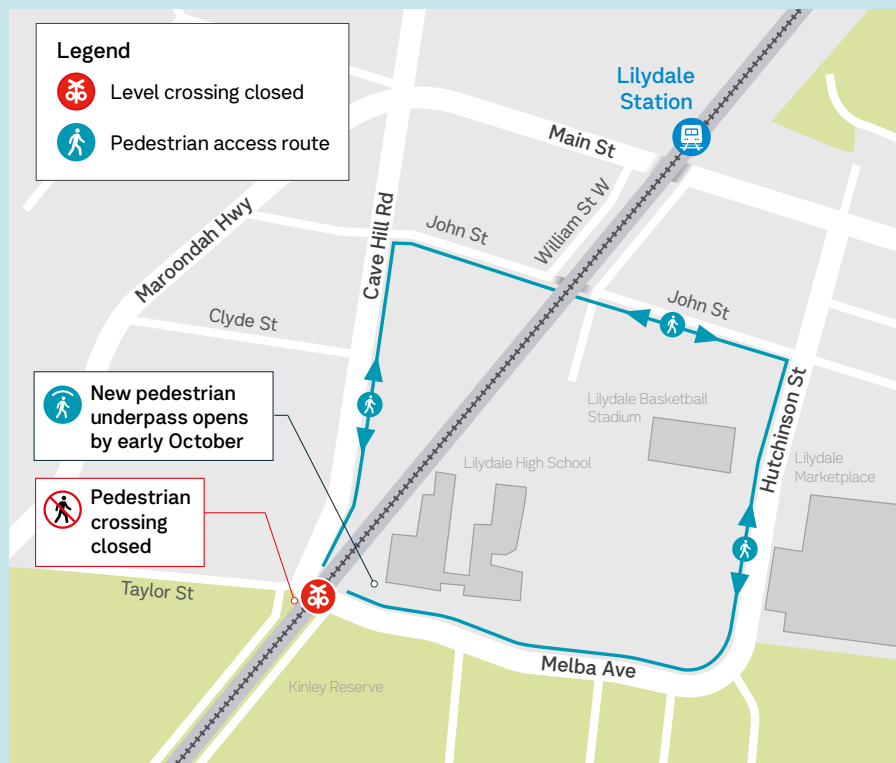 Legend
Level crossing closed
Pedestrian access route
Lilydale
Station
Main St
Maroondah Hwy
Cave Hill Rd
John St
William St W
Clyde St
John St
New pedestrian
underpass opens
by early October
Lilydale Basketball
Stadium
Hutchinson St
Lilydale
Marketplace
Lilydale High School
Pedestrian
crossing
closed
Taylor St
Melba Ave
Kinley Reserve